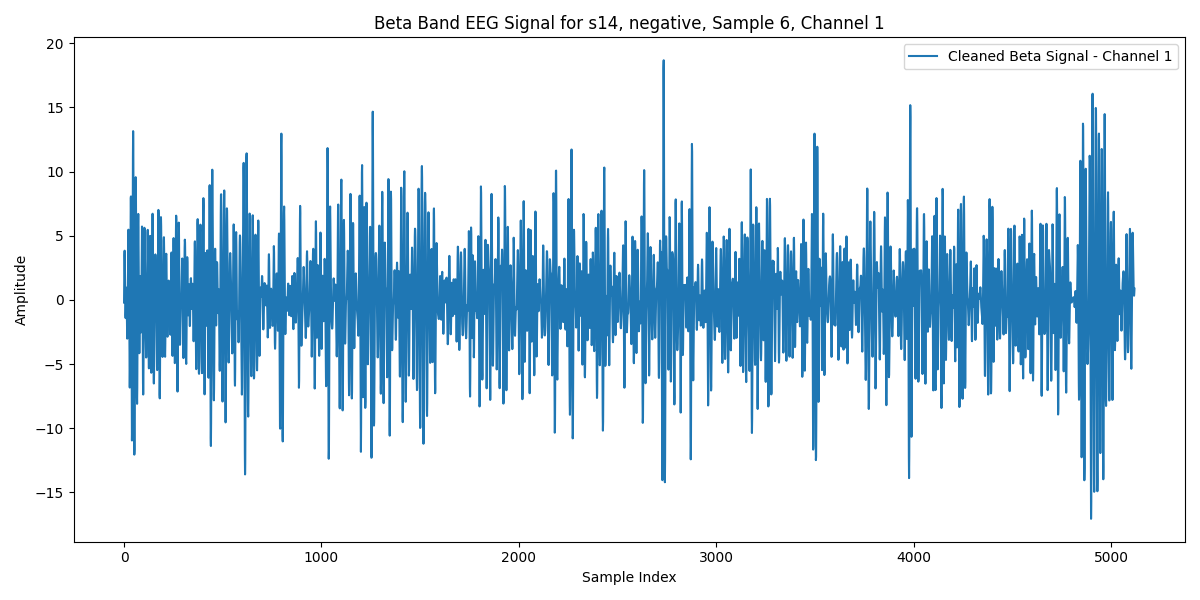 Beta Band EEG Signal for s14, negative, Sample 6, Channel 1
Cleaned Beta Signal - Channel 1
Amplitude
20
15
10
5
0
−5
−10
−15
0 1000 2000 3000 4000 5000
Sample Index